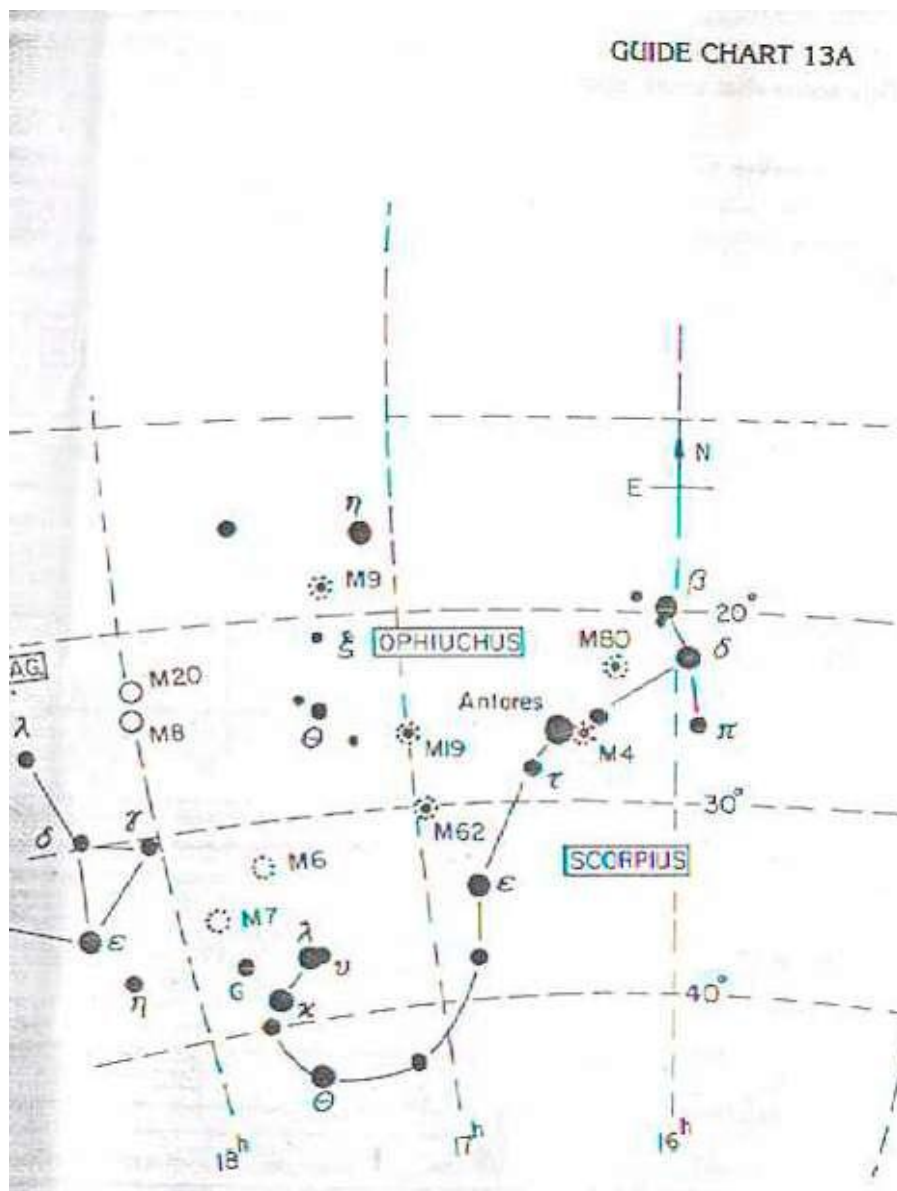 GUIDE CHART 13A
N
E
η
M9
β
20°
ξ
OPHIUCHUS
M80
δ
AG.
M20
Antares
M8
θ
M19
M4
π
λ
τ
30°
δ
γ
M62
M6
SCORPIUS
ε
M7
ε
λ
υ
G
η
κ
40°
θ
18h
17h
16h